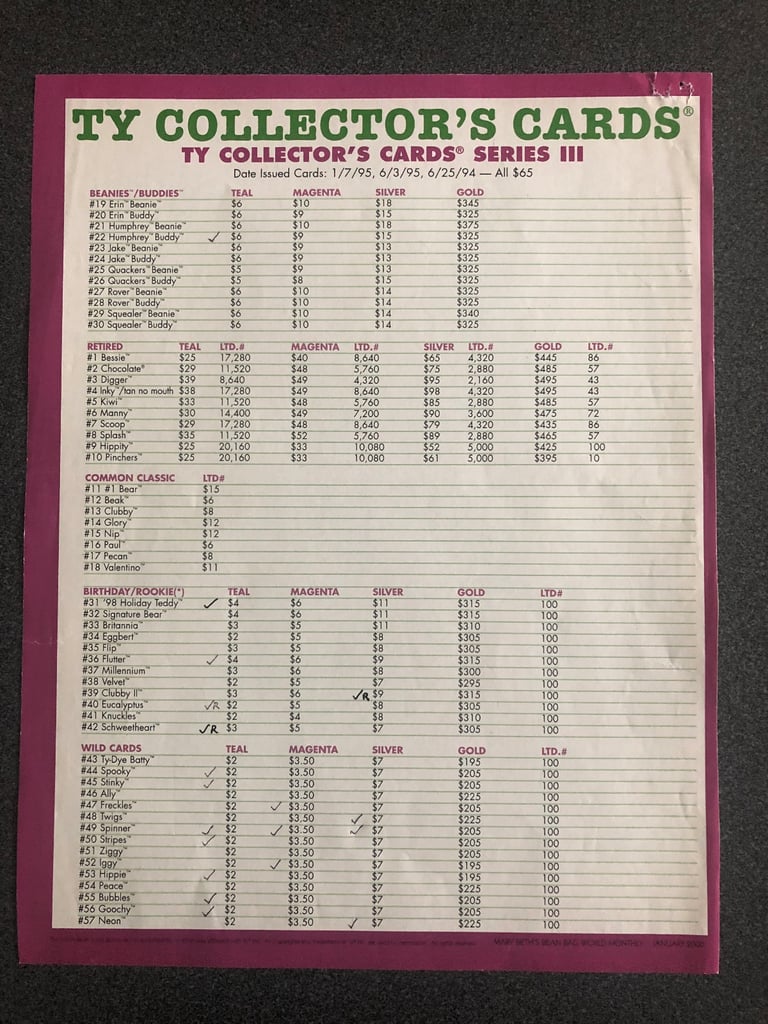 TY COLLECTOR'S CARDS®
TY COLLECTOR'S CARDS® SERIES III
Date Issued Cards: 1/7/95, 6/3/95, 6/25/94 — All $65
BEANIES™/BUDDIES™ TEAL MAGENTA SILVER GOLD
#19 Erin™Beanie™ $6 $10 $18 $345
#20 Erin™Buddy™ $6 $9 $15 $325
#21 Humphrey™Beanie™ $6 $10 $18 $375
#22 Humphrey™Buddy™ ✓ $6 $9 $15 $325
#23 Jake™Beanie™ $6 $9 $13 $325
#24 Jake™Buddy™ $6 $9 $13 $325
#25 Quackers™Beanie™ $5 $9 $13 $325
#26 Quackers™Buddy™ $5 $8 $15 $325
#27 Rover™Beanie™ $6 $10 $14 $325
#28 Rover™Buddy™ $6 $10 $14 $325
#29 Squealer™Beanie™ $6 $10 $14 $340
#30 Squealer™Buddy™ $6 $10 $14 $325
RETIRED TEAL LTD.# MAGENTA LTD.# SILVER LTD.# GOLD LTD.#
#1 Bessie™ $25 17,280 $40 8,640 $65 4,320 $445 86
#2 Chocolate® $29 11,520 $48 5,760 $75 2,880 $485 57
#3 Digger™ $39 8,640 $49 4,320 $95 2,160 $495 43
#4 Inky™/tan no mouth $38 17,280 $49 8,640 $98 4,320 $495 43
#5 Kiwi™ $33 11,520 $48 5,760 $85 2,880 $485 57
#6 Manny™ $30 14,400 $49 7,200 $90 3,600 $475 72
#7 Scoop™ $29 17,280 $48 8,640 $79 4,320 $435 86
#8 Splash™ $35 11,520 $52 5,760 $89 2,880 $465 57
#9 Hippity™ $25 20,160 $33 10,080 $52 5,000 $425 100
#10 Pinchers™ $25 20,160 $33 10,080 $61 5,000 $395 10
COMMON CLASSIC LTD#
#11 #1 Bear™ $15
#12 Beak™ $6
#13 Clubby™ $8
#14 Glory™ $12
#15 Nip™ $12
#16 Paul™ $6
#17 Pecan™ $8
#18 Valentino™ $11
BIRTHDAY/ROOKIE(*) TEAL MAGENTA SILVER GOLD LTD#
#31 '98 Holiday Teddy™ ✓ $4 $6 $11 $315 100
#32 Signature Bear™ $4 $6 $11 $315 100
#33 Britannia™ $3 $5 $11 $310 100
#34 Eggbert™ $2 $5 $8 $305 100
#35 Flip™ $3 $5 $8 $305 100
#36 Flutter™ ✓ $4 $6 $9 $315 100
#37 Millennium™ $3 $6 $8 $300 100
#38 Velvet™ $2 $5 $7 $295 100
#39 Clubby II™ $3 $6 ✓R $9 $315 100
#40 Eucalyptus™ ✓R $2 $5 $8 $305 100
#41 Knuckles™ $2 $4 $8 $310 100
#42 Schweetheart™ ✓R $3 $5 $7 $305 100
WILD CARDS TEAL MAGENTA SILVER GOLD LTD.#
#43 Ty-Dye Batty™ $2 $3.50 $7 $195 100
#44 Spooky™ ✓ $2 $3.50 $7 $205 100
#45 Stinky™ ✓ $2 $3.50 $7 $205 100
#46 Ally™ $2 $3.50 $7 $225 100
#47 Freckles™ $2 ✓ $3.50 $7 $205 100
#48 Twigs™ $2 $3.50 ✓ $7 $225 100
#49 Spinner™ ✓ $2 ✓ $3.50 ✓ $7 $205 100
#50 Stripes™ ✓ $2 $3.50 $7 $205 100
#51 Ziggy™ $2 $3.50 $7 $205 100
#52 Iggy™ $2 ✓ $3.50 $7 $195 100
#53 Hippie™ ✓ $2 $3.50 $7 $195 100
#54 Peace™ $2 $3.50 $7 $225 100
#55 Bubbles™ ✓ $2 $3.50 $7 $205 100
#56 Goochy™ ✓ $2 $3.50 $7 $205 100
#57 Neon™ $2 $3.50 ✓ $7 $225 100
MARY BETH'S BEAN BAG WORLD MONTHLY JANUARY 2000